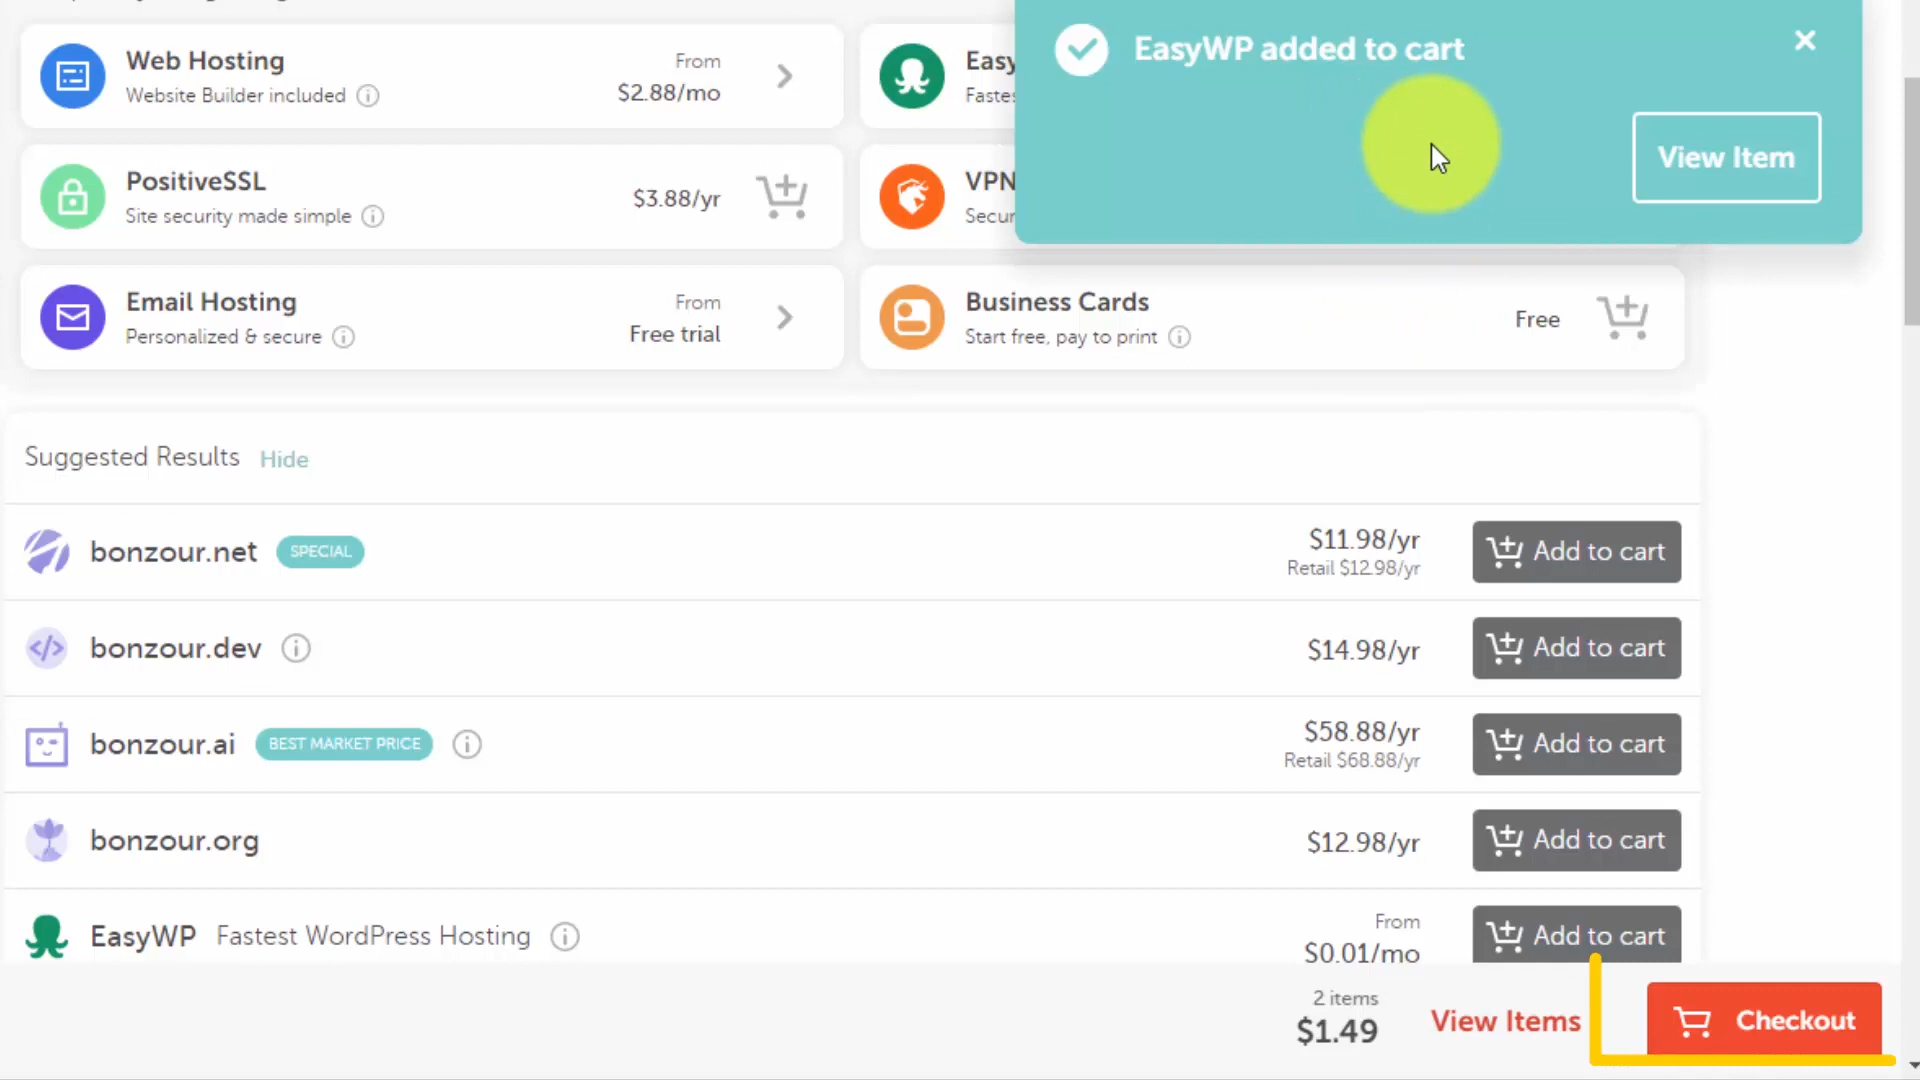 Web Hosting
Website Builder included
From
$2.88/mo
Easy
Fastes
EasyWP added to cart
View Item
PositiveSSL
Site security made simple
$3.88/yr
VPN
Secur
Email Hosting
Personalized & secure
From
Free trial
Business Cards
Start free, pay to print
Free
Suggested Results Hide
bonzour.net SPECIAL
$11.98/yr
Retail $12.98/yr
Add to cart
bonzour.dev
$14.98/yr
Add to cart
bonzour.ai BEST MARKET PRICE
$58.88/yr
Retail $68.88/yr
Add to cart
bonzour.org
$12.98/yr
Add to cart
EasyWP Fastest WordPress Hosting
From
$0.01/mo
Add to cart
2 items
$1.49
View Items
Checkout